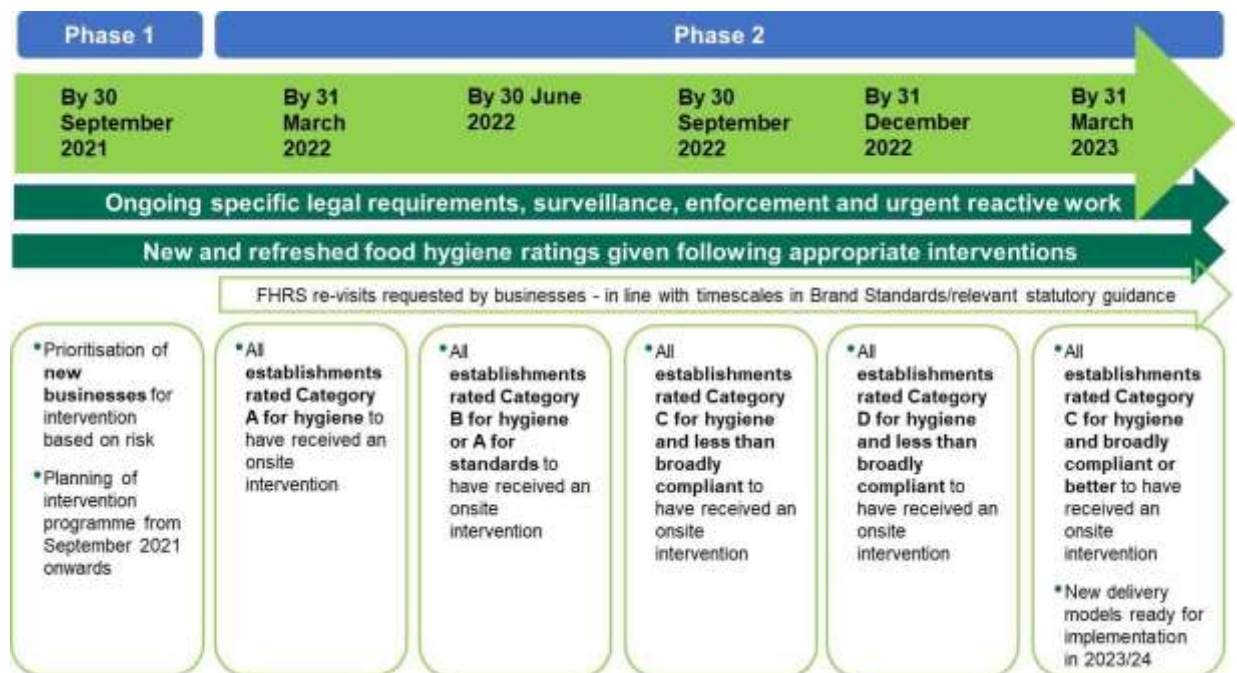 Phase 1
Phase 2
By 30
September
2021
By 31
March
2022
By 30 June
2022
By 30
September
2022
By 31
December
2022
By 31
March
2023
Ongoing specific legal requirements, surveillance, enforcement and urgent reactive work
New and refreshed food hygiene ratings given following appropriate interventions
FHRS re-visits requested by businesses - in line with timescales in Brand Standards/relevant statutory guidance
•Prioritisation of
new
businesses for
intervention
based on risk
•Planning of
intervention
programme from
September 2021
onwards
•All
establishments
rated Category
A for hygiene to
have received an
onsite
intervention
•All
establishments
rated Category
B for hygiene
or A for
standards to
have received an
onsite
intervention
•All
establishments
rated Category
C for hygiene
and less than
broadly
compliant to
have received an
onsite
intervention
•All
establishments
rated Category
D for hygiene
and less than
broadly
compliant to
have received an
onsite
intervention
•All
establishments
rated Category
C for hygiene
and broadly
compliant or
better to have
received an
onsite
intervention
•New delivery
models ready for
implementation
in 2023/24